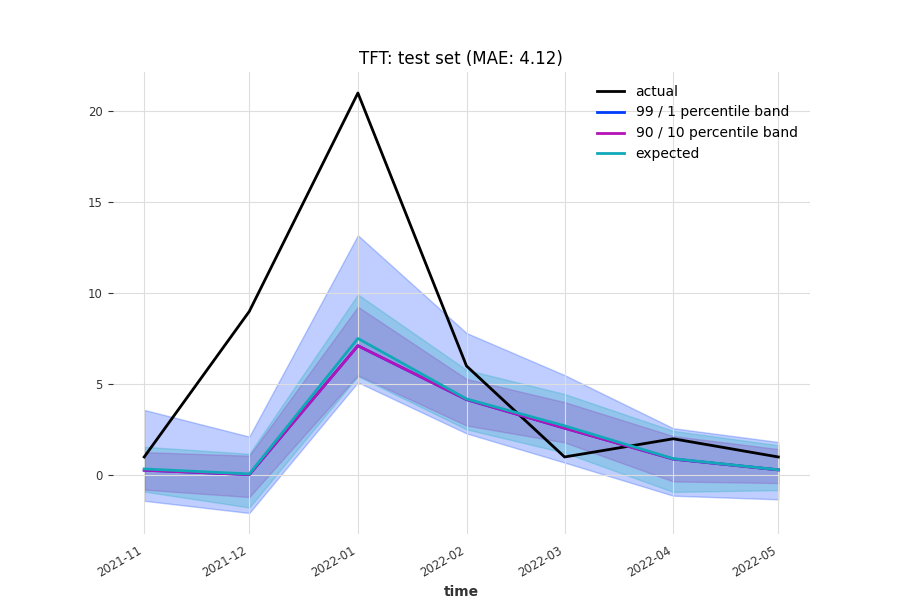 TFT: test set (MAE: 4.12)
actual
99 / 1 percentile band
90 / 10 percentile band
expected
20
15
10
5
0
2021-11
2021-12
2022-01
2022-02
2022-03
2022-04
2022-05
time